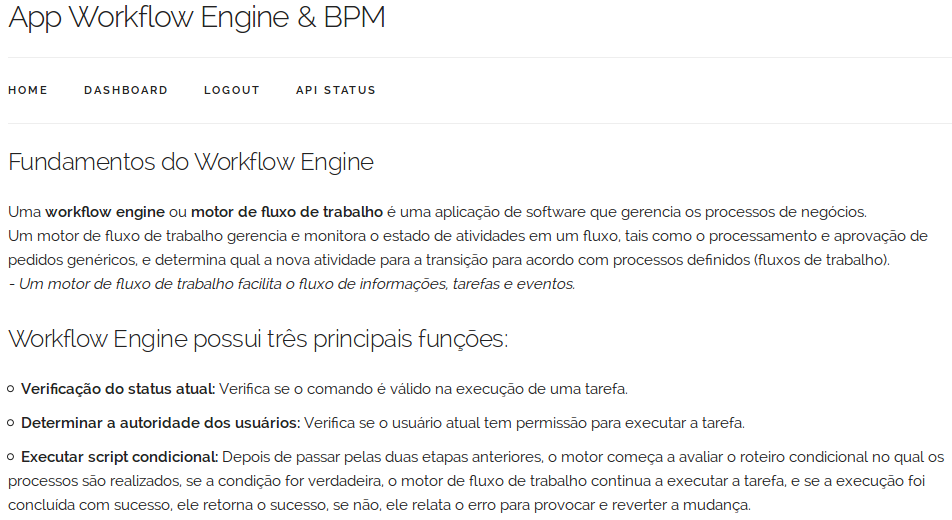 App Workflow Engine & BPM
HOME DASHBOARD LOGOUT API STATUS
Fundamentos do Workflow Engine
Uma workflow engine ou motor de fluxo de trabalho é uma aplicação de software que gerencia os processos de negócios.
Um motor de fluxo de trabalho gerencia e monitora o estado de atividades em um fluxo, tais como o processamento e aprovação de
pedidos genéricos, e determina qual a nova atividade para a transição para acordo com processos definidos (fluxos de trabalho).
- Um motor de fluxo de trabalho facilita o fluxo de informações, tarefas e eventos.
Workflow Engine possui três principais funções:
Verificação do status atual: Verifica se o comando é válido na execução de uma tarefa.
Determinar a autoridade dos usuários: Verifica se o usuário atual tem permissão para executar a tarefa.
Executar script condicional: Depois de passar pelas duas etapas anteriores, o motor começa a avaliar o roteiro condicional no qual os
processos são realizados, se a condição for verdadeira, o motor de fluxo de trabalho continua a executar a tarefa, e se a execução foi
concluída com sucesso, ele retorna o sucesso, se não, ele relata o erro para provocar e reverter a mudança.